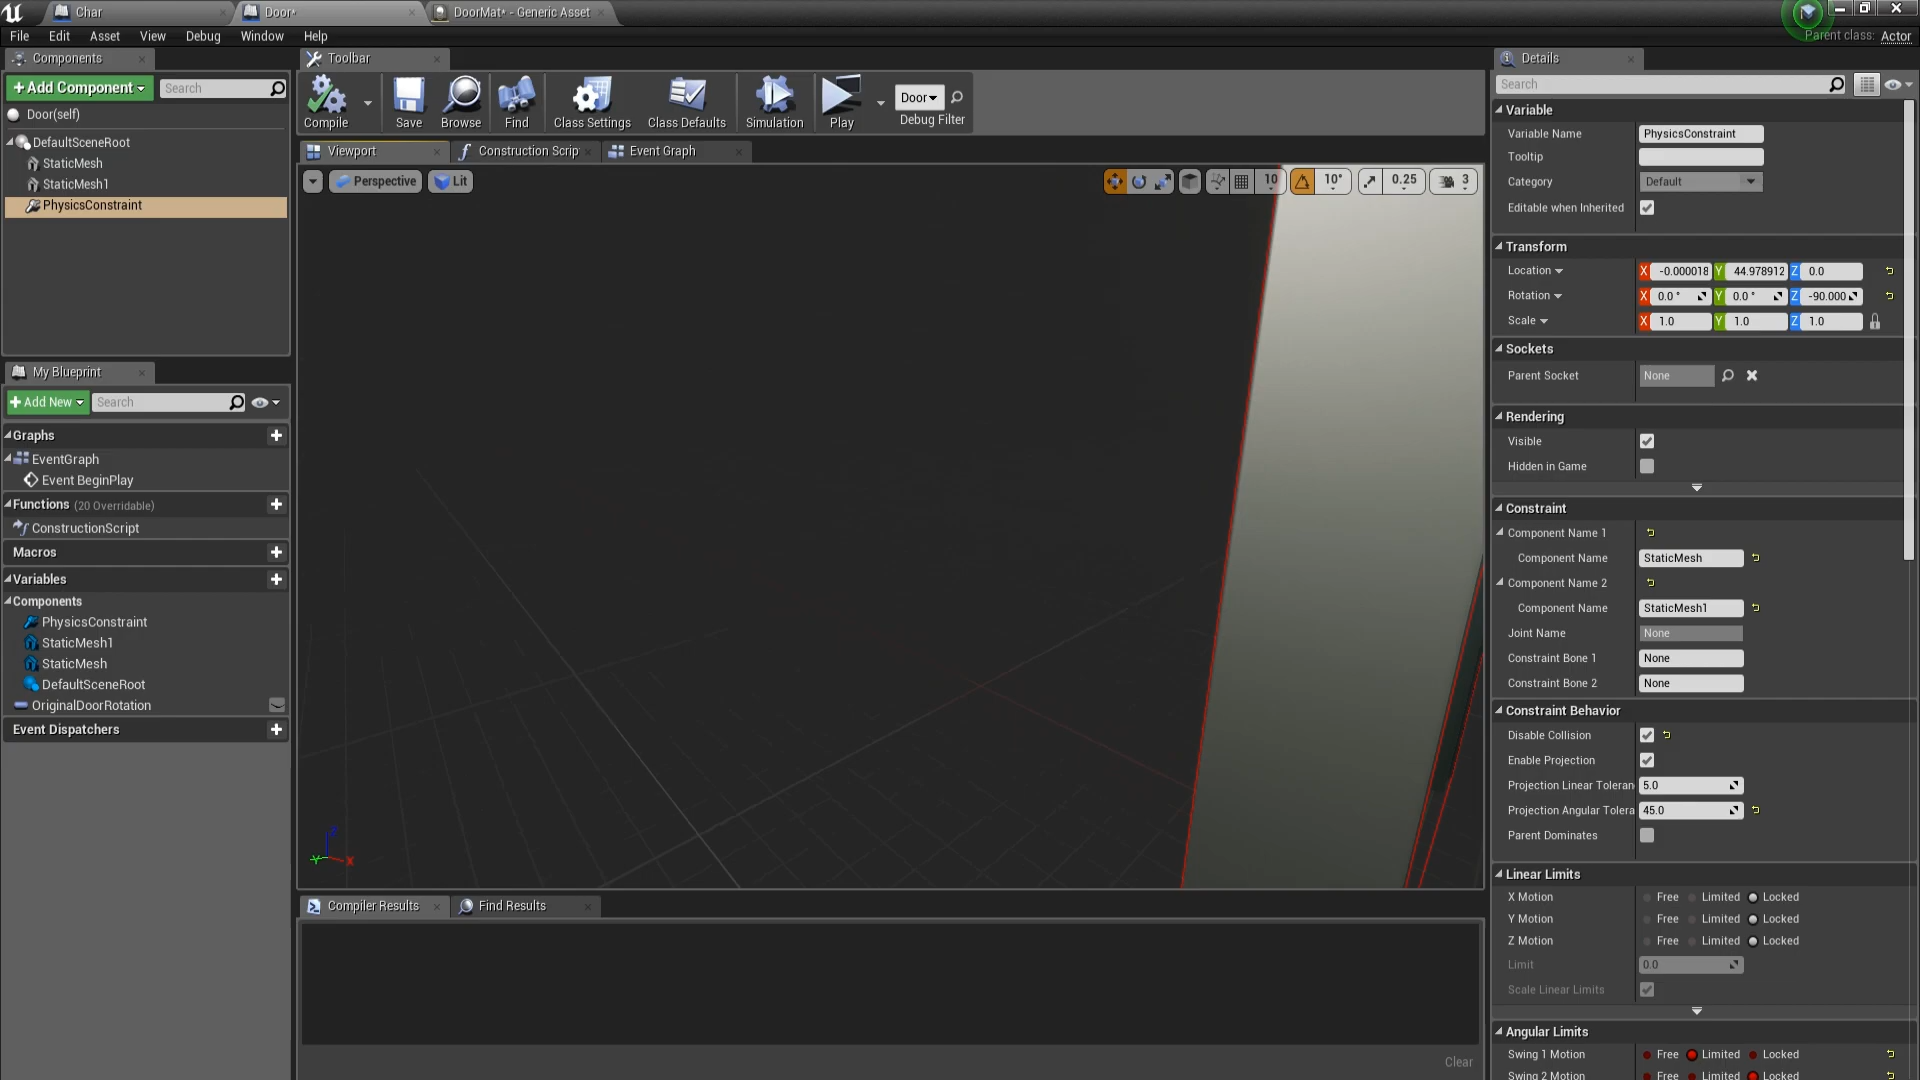 Char
Door*
DoorMat* - Generic Asset
File Edit Asset View Debug Window Help
Parent class: Actor
Components
+Add Component
Search
Door(self)
DefaultSceneRoot
StaticMesh
StaticMesh1
PhysicsConstraint
My Blueprint
+Add New
Search
Graphs
EventGraph
Event BeginPlay
Functions (20 Overridable)
ConstructionScript
Macros
Variables
Components
PhysicsConstraint
StaticMesh1
StaticMesh
DefaultSceneRoot
OriginalDoorRotation
Event Dispatchers
Toolbar
Compile
Save
Browse
Find
Class Settings
Class Defaults
Simulation
Play
Door
Debug Filter
Viewport
Construction Scrip
Event Graph
Perspective
Lit
10
10°
0.25
3
Z
Y
X
Compiler Results
Find Results
Clear
Details
Search
Variable
Variable Name PhysicsConstraint
Tooltip
Category Default
Editable when Inherited
Transform
Location X -0.000018 Y 44.978912 Z 0.0
Rotation X 0.0 ° Y 0.0 ° Z -90.000
Scale X 1.0 Y 1.0 Z 1.0
Sockets
Parent Socket None
Rendering
Visible
Hidden in Game
Constraint
Component Name 1
Component Name StaticMesh
Component Name 2
Component Name StaticMesh1
Joint Name None
Constraint Bone 1 None
Constraint Bone 2 None
Constraint Behavior
Disable Collision
Enable Projection
Projection Linear Toleran 5.0
Projection Angular Tolera 45.0
Parent Dominates
Linear Limits
X Motion Free Limited Locked
Y Motion Free Limited Locked
Z Motion Free Limited Locked
Limit 0.0
Scale Linear Limits
Angular Limits
Swing 1 Motion Free Limited Locked
Swing 2 Motion Free Limited Locked